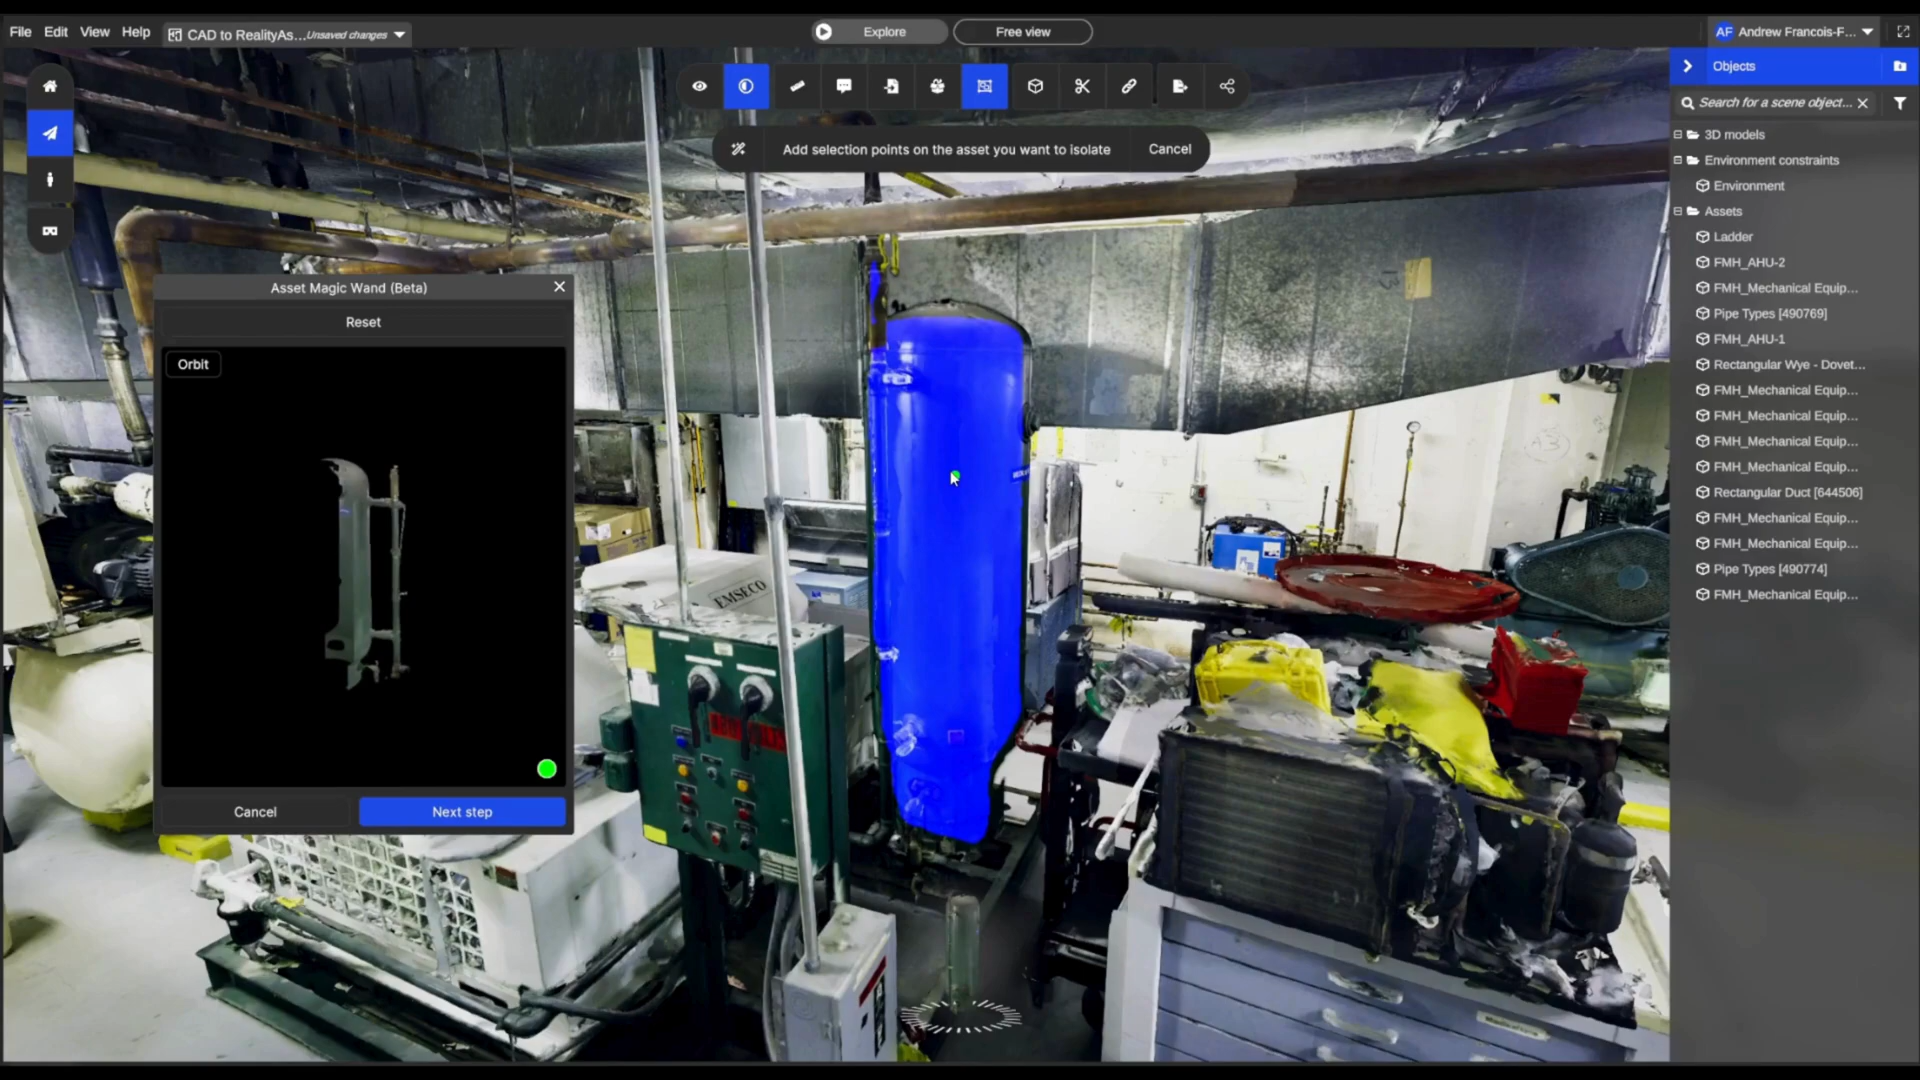 File Edit View Help CAD to RealityAs...Unsaved changes
Explore
Free view
AF Andrew Francois-F...
Objects
Search for a scene object...
Add selection points on the asset you want to isolate
Cancel
3D models
Environment constraints
Environment
Assets
Ladder
FMH_AHU-2
FMH_Mechanical Equip...
Pipe Types [490769]
FMH_AHU-1
Rectangular Wye - Dovet...
FMH_Mechanical Equip...
FMH_Mechanical Equip...
FMH_Mechanical Equip...
FMH_Mechanical Equip...
Rectangular Duct [644506]
FMH_Mechanical Equip...
FMH_Mechanical Equip...
Pipe Types [490774]
FMH_Mechanical Equip...
Asset Magic Wand (Beta)
Reset
Orbit
Cancel
Next step
EMSECO